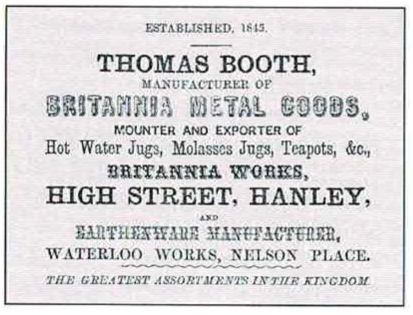 ESTABLISHED, 1845.
THOMAS BOOTH,
MANUFACTURER OF
BRITANNIA METAL GOODS,
MOUNTER AND EXPORTER OF
Hot Water Jugs, Molasses Jugs, Teapots, &c.,
BRITANNIA WORKS,
HIGH STREET, HANLEY,
AND
EARTHENWARE MANUFACTURER,
WATERLOO WORKS, NELSON PLACE.
THE GREATEST ASSORTMENTS IN THE KINGDOM